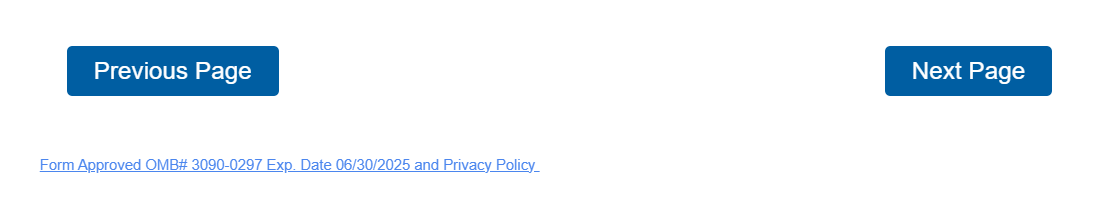 Previous Page
Next Page
Form Approved OMB# 3090-0297 Exp. Date 06/30/2025 and Privacy Policy